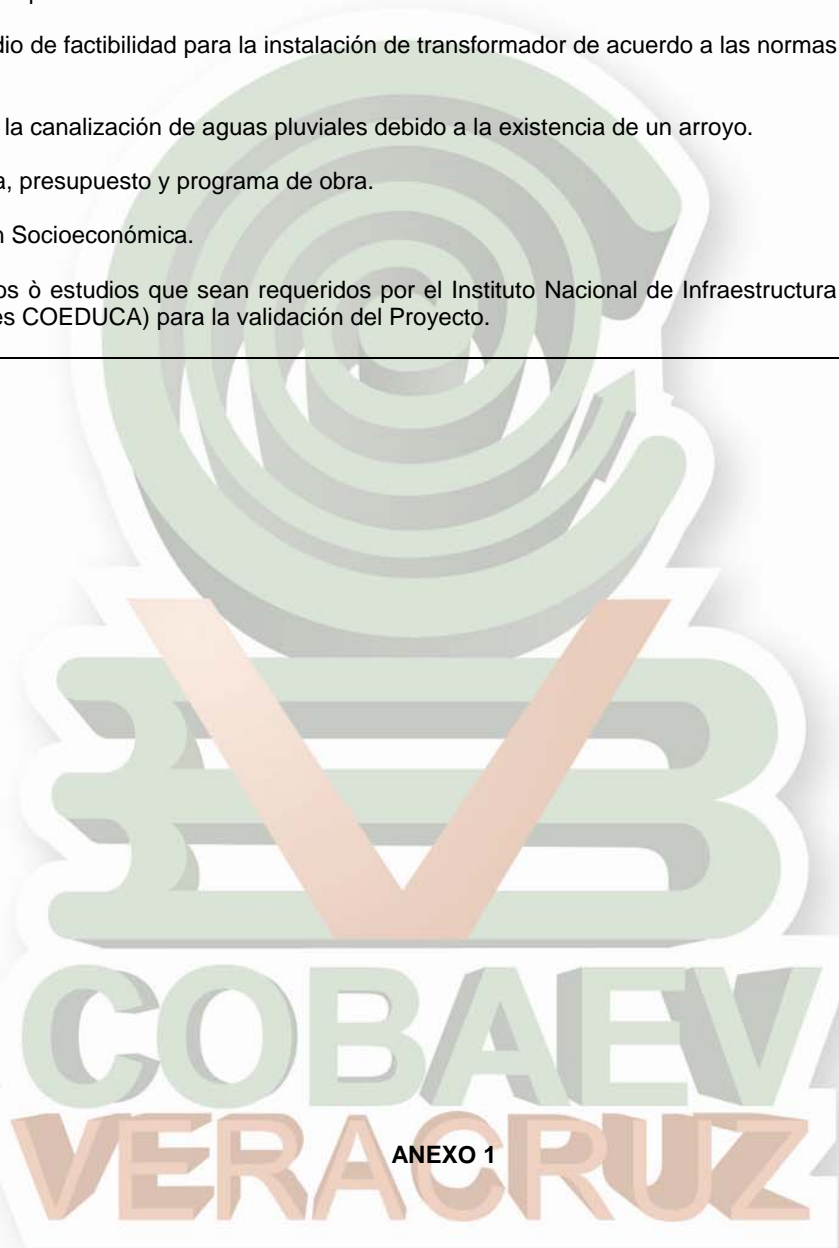 dio de factibilidad para la instalación de transformador de acuerdo a las normas
la canalización de aguas pluviales debido a la existencia de un arroyo.
a, presupuesto y programa de obra.
n Socioeconómica.
os ò estudios que sean requeridos por el Instituto Nacional de Infraestructura
es COEDUCA) para la validación del Proyecto.
COBAEV
VERACRUZ
ANEXO 1